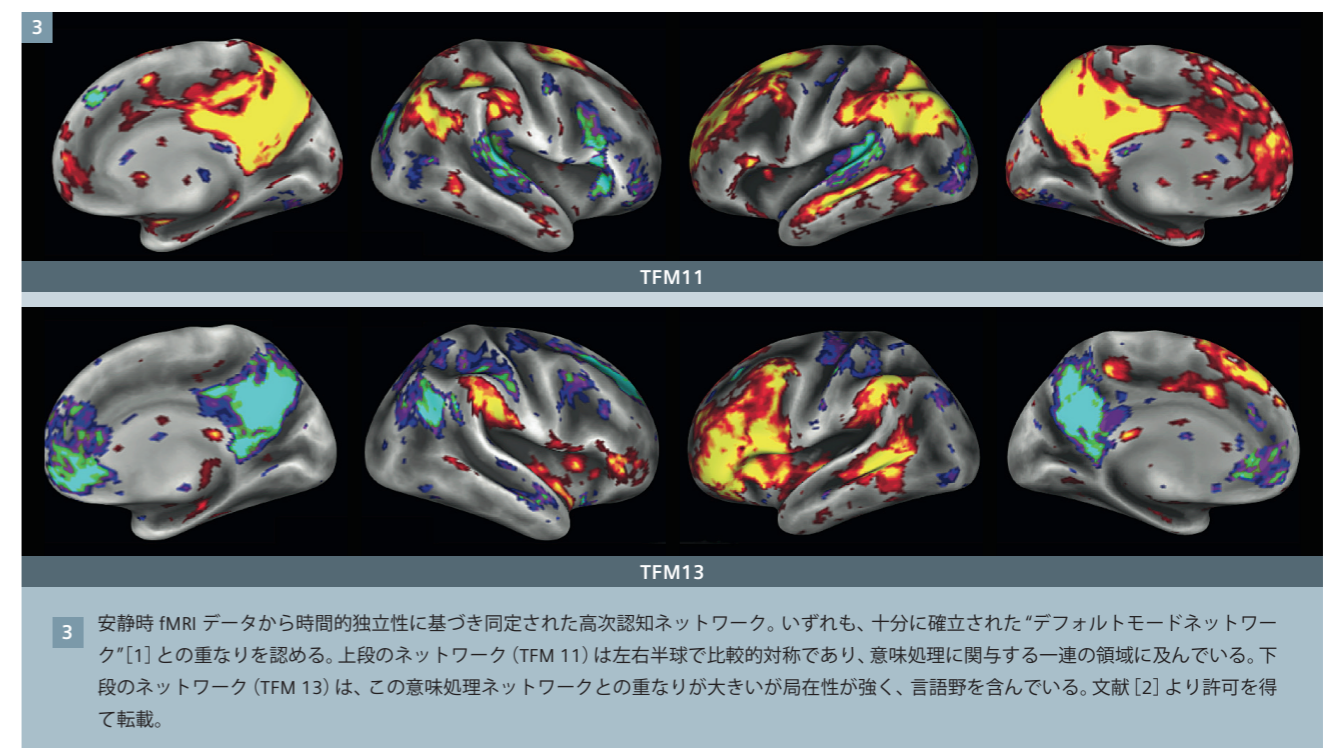 3
TFM11
TFM13
3
安静時 fMRI データから時間的独立性に基づき同定された高次認知ネットワーク。いずれも、十分に確立された“デフォルトモードネットワー
ク”[1] との重なりを認める。上段のネットワーク（TFM 11）は左右半球で比較的対称であり、意味処理に関与する一連の領域に及んでいる。下
段のネットワーク（TFM 13）は、この意味処理ネットワークとの重なりが大きいが局在性が強く、言語野を含んでいる。文献 [2] より許可を得
て転載。